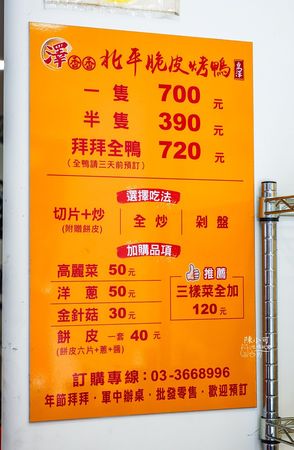 澤 壺壺 北平脆皮烤鴨
一隻 700 元
半隻 390 元
拜拜全鴨 720 元
(全鴨請三天前預訂)
選擇吃法
切片+炒 全炒 剁盤
(附贈餅皮)
加購品項
高麗菜 50元
洋蔥 50元
金針菇 30元
餅皮 一套 40 元
(餅皮六片+蔥+醬)
推薦
三樣菜全加
120元
訂購專線：03-3668996
年節拜拜・軍中辦桌・批發零售・歡迎預訂
陳小可